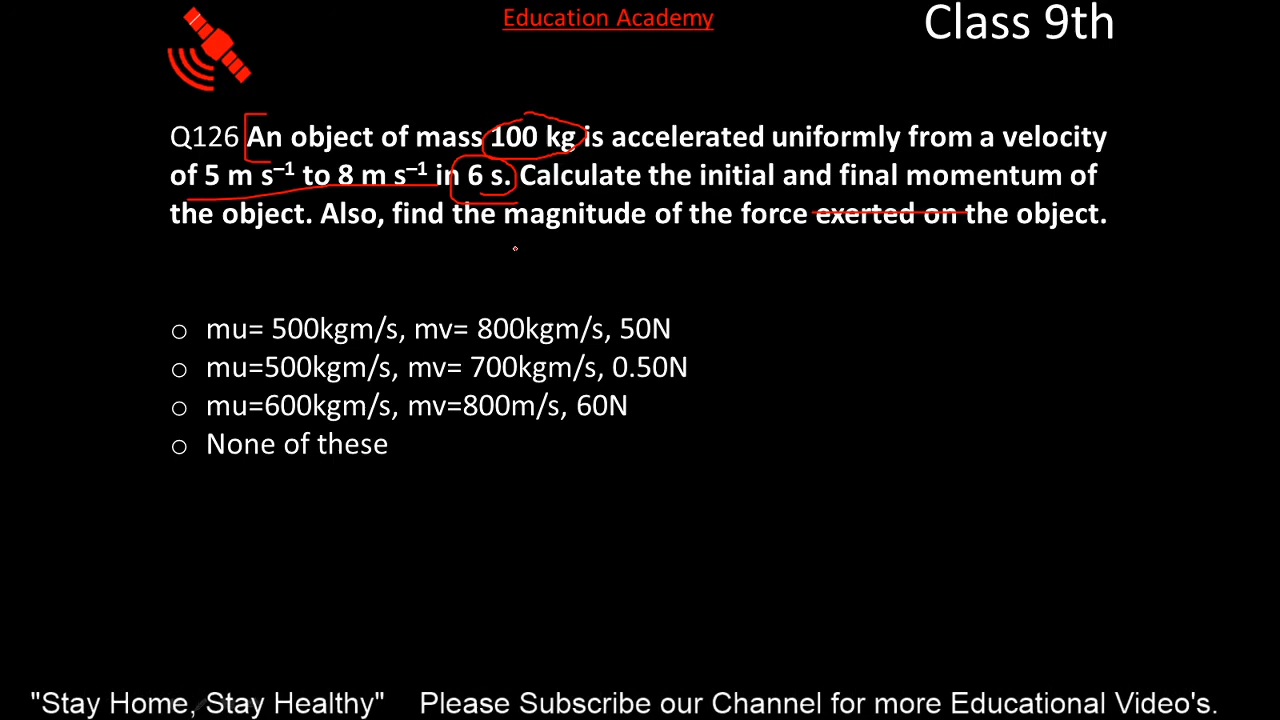 Education Academy
Class 9th
Q126 An object of mass 100 kg is accelerated uniformly from a velocity
of 5 m s⁻¹ to 8 m s⁻¹ in 6 s. Calculate the initial and final momentum of
the object. Also, find the magnitude of the force exerted on the object.
o mu= 500kgm/s, mv= 800kgm/s, 50N
o mu=500kgm/s, mv= 700kgm/s, 0.50N
o mu=600kgm/s, mv=800m/s, 60N
o None of these
"Stay Home, Stay Healthy" Please Subscribe our Channel for more Educational Video's.